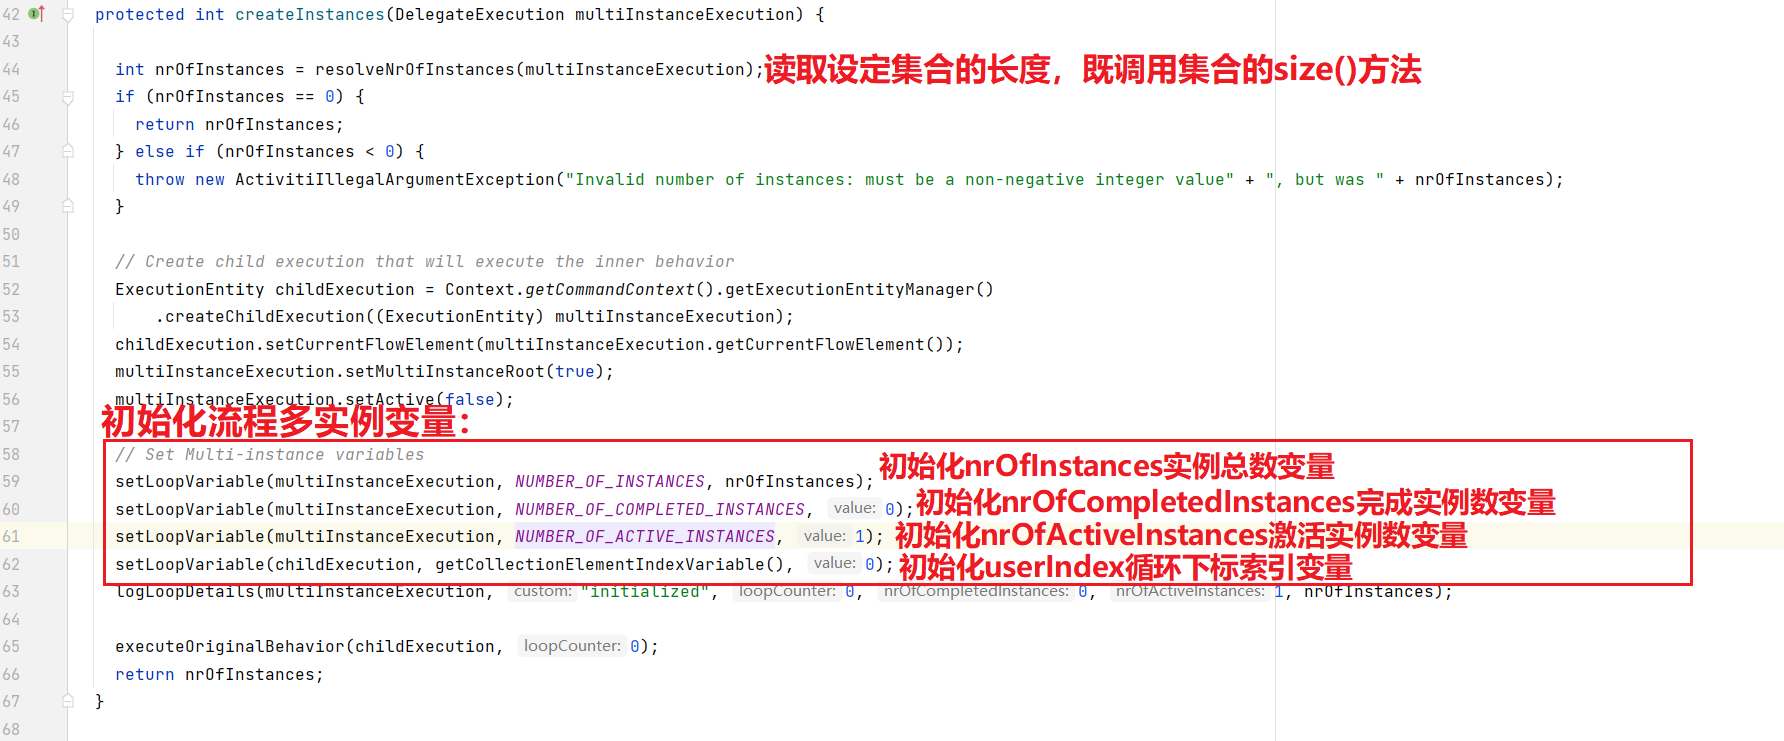 42 protected int createInstances(DelegateExecution multiInstanceExecution) {
43
44 int nrOfInstances = resolveNrOfInstances(multiInstanceExecution); 读取设定集合的长度，既调用集合的size()方法
45 if (nrOfInstances == 0) {
46 return nrOfInstances;
47 } else if (nrOfInstances < 0) {
48 throw new ActivitiIllegalArgumentException("Invalid number of instances: must be a non-negative integer value" + ", but was " + nrOfInstances);
49 }
50
51 // Create child execution that will execute the inner behavior
52 ExecutionEntity childExecution = Context.getCommandContext().getExecutionEntityManager()
53 .createChildExecution((ExecutionEntity) multiInstanceExecution);
54 childExecution.setCurrentFlowElement(multiInstanceExecution.getCurrentFlowElement());
55 multiInstanceExecution.setMultiInstanceRoot(true);
56 multiInstanceExecution.setActive(false);
57 初始化流程多实例变量：
58 // Set Multi-instance variables
59 setLoopVariable(multiInstanceExecution, NUMBER_OF_INSTANCES, nrOfInstances); 初始化nrOfInstances实例总数变量
60 setLoopVariable(multiInstanceExecution, NUMBER_OF_COMPLETED_INSTANCES, value: 0); 初始化nrOfCompletedInstances完成实例数变量
61 setLoopVariable(multiInstanceExecution, NUMBER_OF_ACTIVE_INSTANCES, value: 1); 初始化nrOfActiveInstances激活实例数变量
62 setLoopVariable(childExecution, getCollectionElementIndexVariable(), value: 0); 初始化userIndex循环下标索引变量
63 logLoopDetails(multiInstanceExecution, custom: "initialized", loopCounter: 0, nrOfCompletedInstances: 0, nrOfActiveInstances: 1, nrOfInstances);
64
65 executeOriginalBehavior(childExecution, loopCounter: 0);
66 return nrOfInstances;
67 }
68